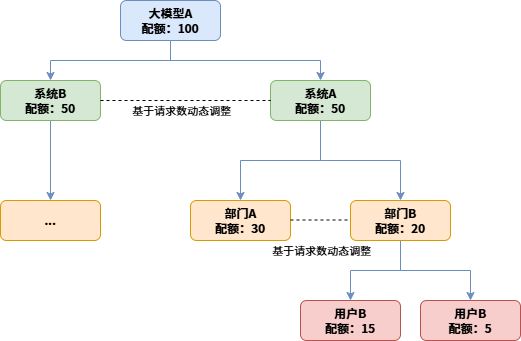 大模型A
配额：100
系统B
配额：50
基于请求数动态调整
系统A
配额：50
...
部门A
配额：30
部门B
配额：20
基于请求数动态调整
用户B
配额：15
用户B
配额：5